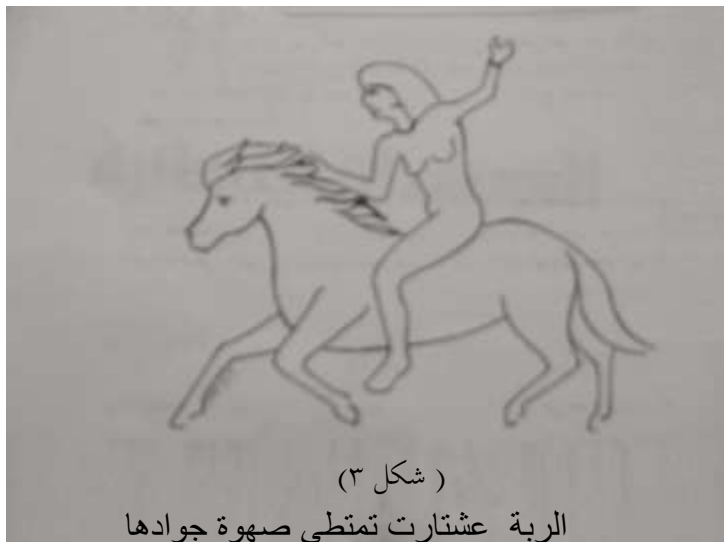 ( شكل ٣)
الربة عشتارت تمتطي صهوة جوادها